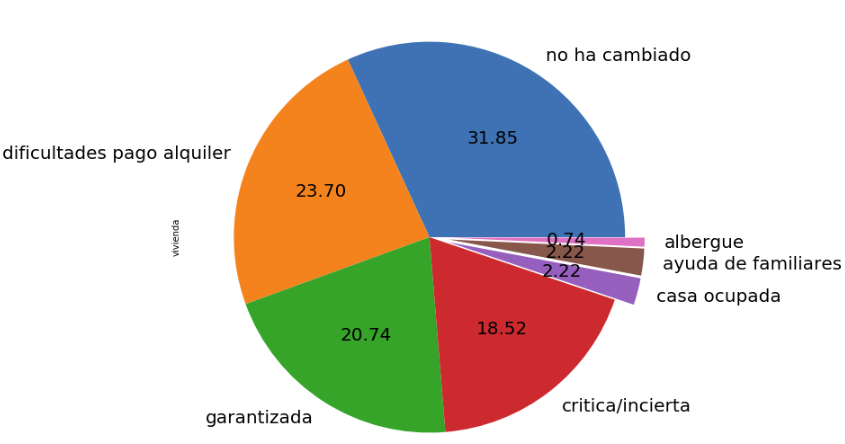 no ha cambiado
31.85
dificultades pago alquiler
23.70
vivienda
0.74
albergue
2.22
ayuda de familiares
2.22
casa ocupada
18.52
20.74
critica/incierta
garantizada